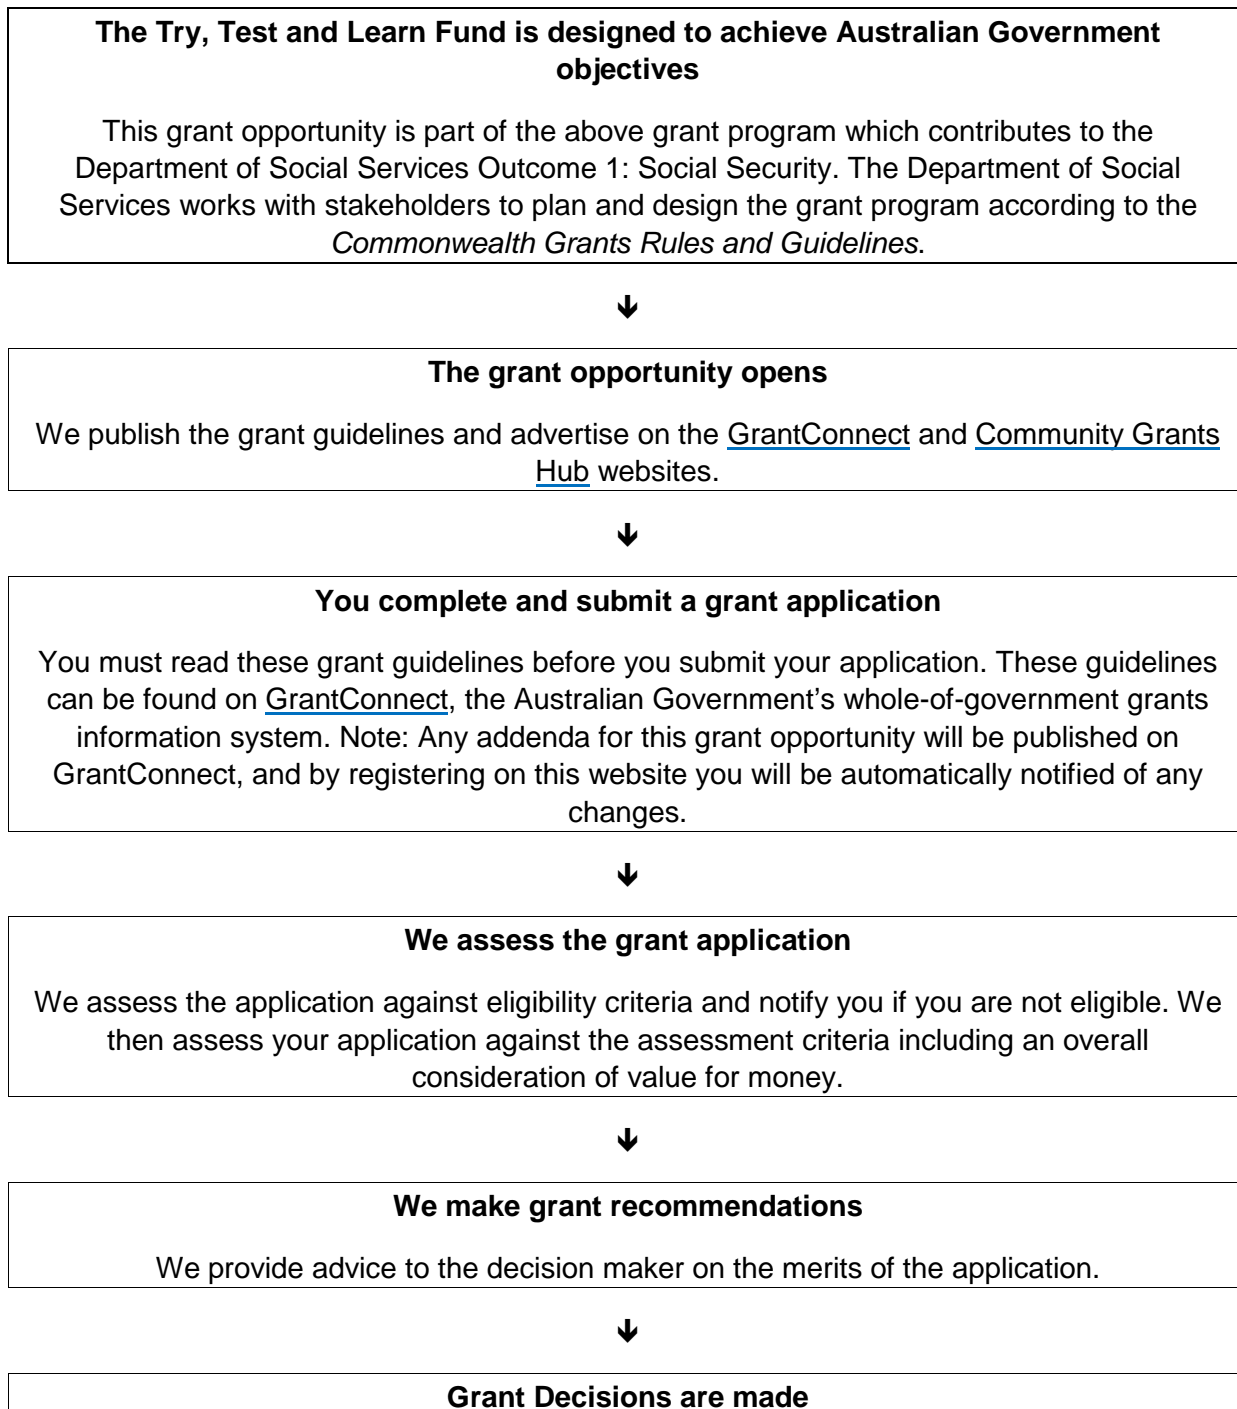 The Try, Test and Learn Fund is designed to achieve Australian Government
objectives
This grant opportunity is part of the above grant program which contributes to the
Department of Social Services Outcome 1: Social Security. The Department of Social
Services works with stakeholders to plan and design the grant program according to the
Commonwealth Grants Rules and Guidelines.
🡻
The grant opportunity opens
We publish the grant guidelines and advertise on the GrantConnect and Community Grants
Hub websites.
🡻
You complete and submit a grant application
You must read these grant guidelines before you submit your application. These guidelines
can be found on GrantConnect, the Australian Government’s whole-of-government grants
information system. Note: Any addenda for this grant opportunity will be published on
GrantConnect, and by registering on this website you will be automatically notified of any
changes.
🡻
We assess the grant application
We assess the application against eligibility criteria and notify you if you are not eligible. We
then assess your application against the assessment criteria including an overall
consideration of value for money.
🡻
We make grant recommendations
We provide advice to the decision maker on the merits of the application.
🡻
Grant Decisions are made